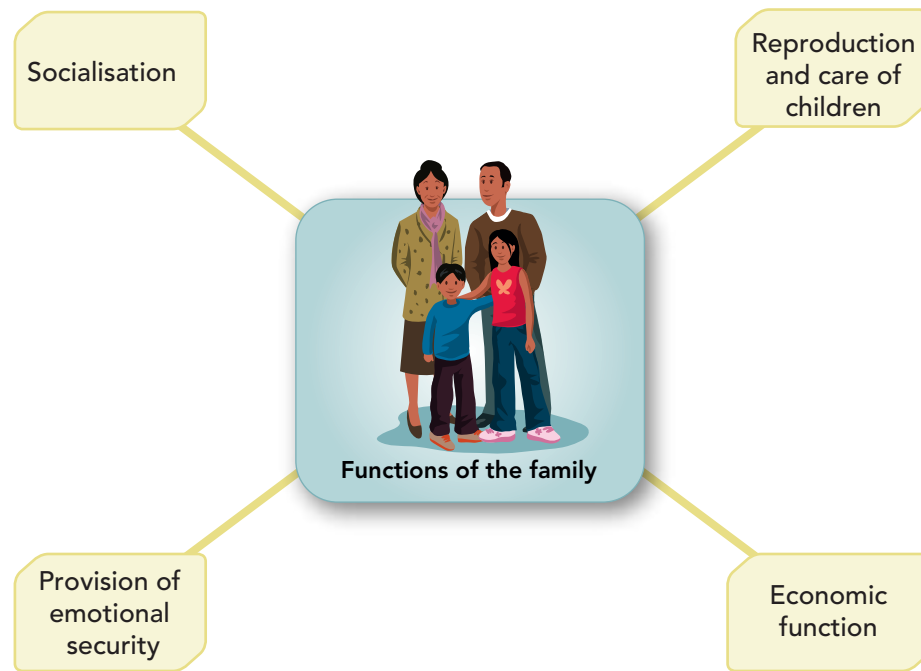 Socialisation
Reproduction
and care of
children
Functions of the family
Provision of
emotional
security
Economic
function